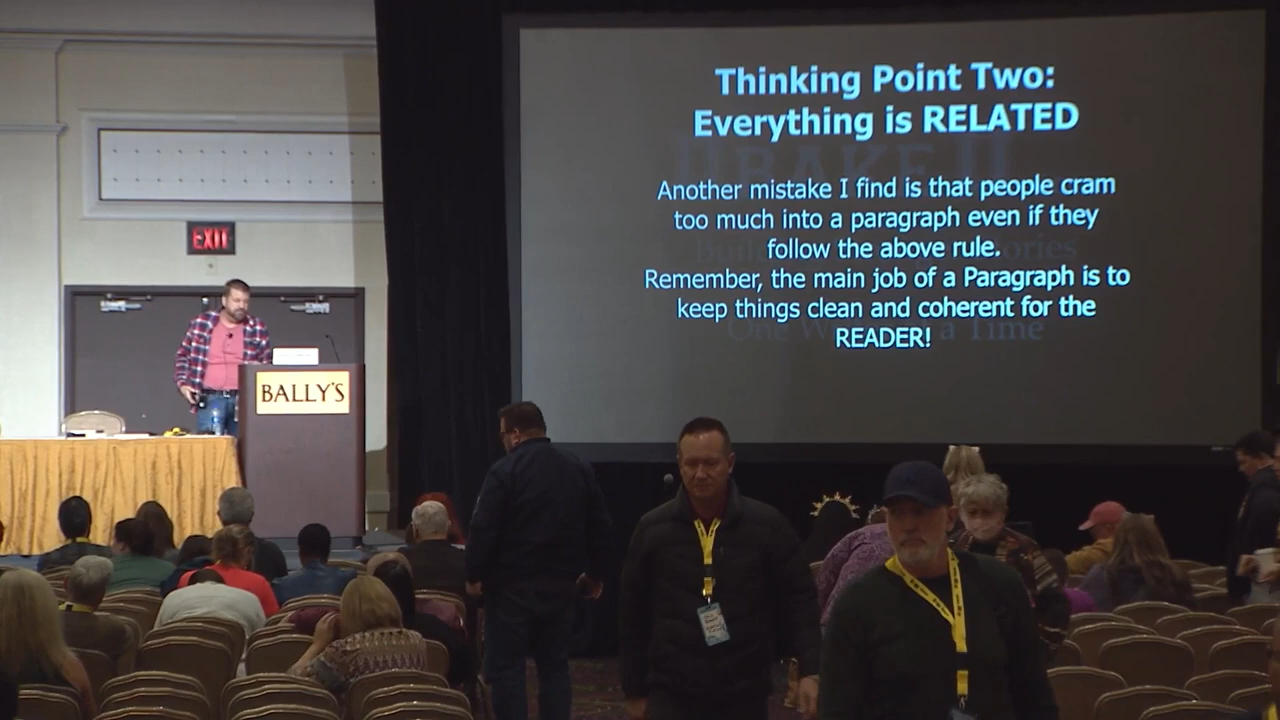 Thinking Point Two:
Everything is RELATED
Another mistake I find is that people cram
too much into a paragraph even if they
follow the above rule.
Remember, the main job of a Paragraph is to
keep things clean and coherent for the
READER!
EXIT
BALLY'S